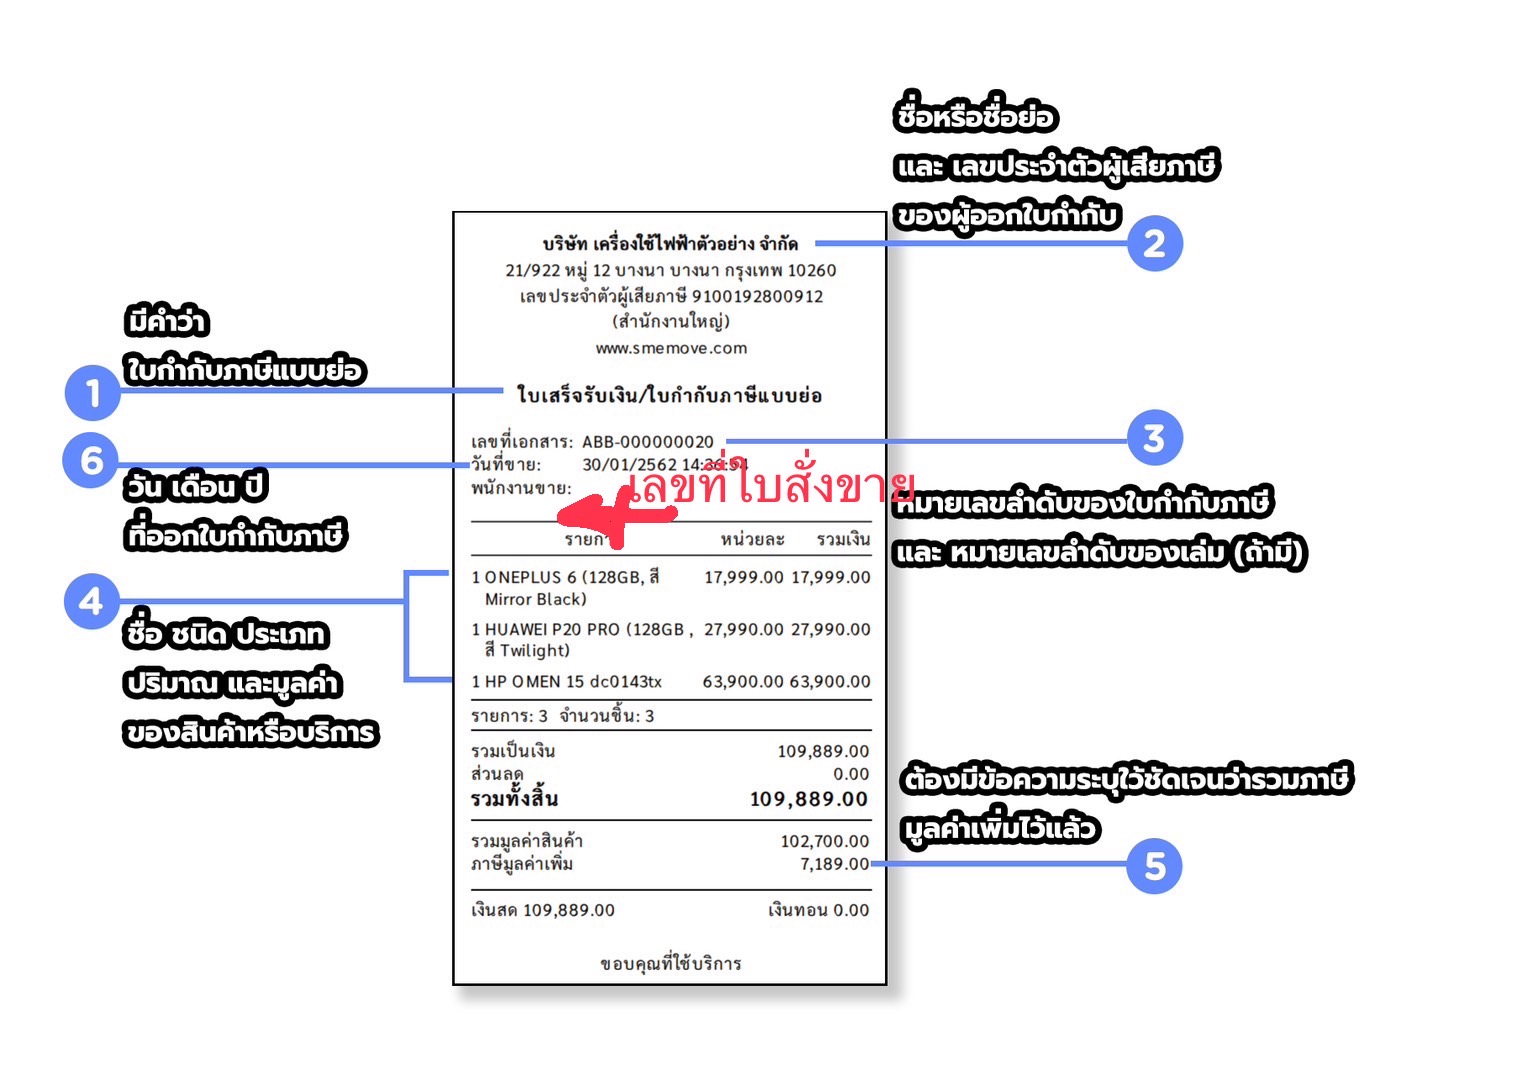 ชื่อหรือชื่อย่อ
และ เลขประจำตัวผู้เสียภาษี
ของผู้ออกใบกำกับ
2
บริษัท เครื่องใช้ไฟฟ้าตัวอย่าง จำกัด
21/922 หมู่ 12 บางนา บางนา กรุงเทพ 10260
เลขประจำตัวผู้เสียภาษี 9100192800912
(สำนักงานใหญ่)
www.smemove.com
มีคำว่า
ใบกำกับภาษีแบบย่อ
1
ใบเสร็จรับเงิน/ใบกำกับภาษีแบบย่อ
เลขที่เอกสาร: ABB-000000020
3
6
วันที่ขาย: 30/01/2562 14:36:54
พนักงานขาย:
เลขที่ใบสั่งขาย
วัน เดือน ปี
ที่ออกใบกำกับภาษี
หมายเลขลำดับของใบกำกับภาษี
และ หมายเลขลำดับของเล่ม (ถ้ามี)
รายกา หน่วยละ รวมเงิน
4
1 ONEPLUS 6 (128GB, สี 17,999.00 17,999.00
Mirror Black)
1 HUAWEI P20 PRO (128GB , 27,990.00 27,990.00
สี Twilight)
1 HP OMEN 15 dc0143tx 63,900.00 63,900.00
ชื่อ ชนิด ประเภท
ปริมาณ และมูลค่า
ของสินค้าหรือบริการ
รายการ: 3 จำนวนชิ้น: 3
รวมเป็นเงิน 109,889.00
ส่วนลด 0.00
รวมทั้งสิ้น 109,889.00
ต้องมีข้อความระบุใว้ชัดเจนว่ารวมภาษี
มูลค่าเพิ่มไว้แล้ว
รวมมูลค่าสินค้า 102,700.00
ภาษีมูลค่าเพิ่ม 7,189.00
5
เงินสด 109,889.00 เงินทอน 0.00
ขอบคุณที่ใช้บริการ